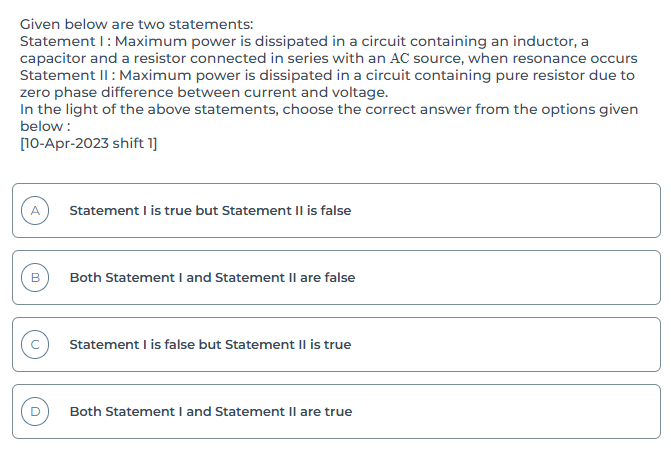 Given below are two statements:
Statement I : Maximum power is dissipated in a circuit containing an inductor, a
capacitor and a resistor connected in series with an AC source, when resonance occurs
Statement II : Maximum power is dissipated in a circuit containing pure resistor due to
zero phase difference between current and voltage.
In the light of the above statements, choose the correct answer from the options given
below :
[10-Apr-2023 shift 1]
A Statement I is true but Statement II is false
B Both Statement I and Statement II are false
C Statement I is false but Statement II is true
D Both Statement I and Statement II are true